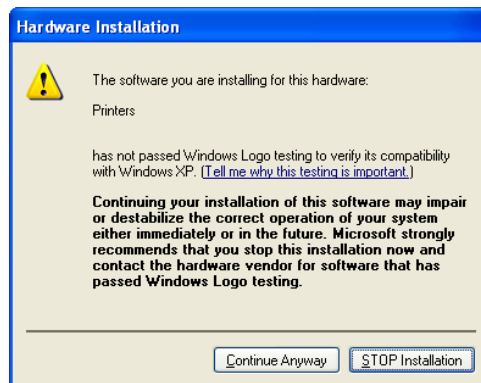 Hardware Installation
The software you are installing for this hardware:
Printers
has not passed Windows Logo testing to verify its compatibility
with Windows XP. (Tell me why this testing is important.)
Continuing your installation of this software may impair
or destabilize the correct operation of your system
either immediately or in the future. Microsoft strongly
recommends that you stop this installation now and
contact the hardware vendor for software that has
passed Windows Logo testing.
Continue Anyway
STOP Installation